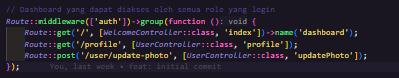 // Dashboard yang dapat diakses oleh semua role yang login
Route::middleware(['auth'])->group(function (): void {
    Route::get('/', [WelcomeController::class, 'index'])->name('dashboard');
    Route::get('/profile', [UserController::class, 'profile']);
    Route::post('/user/update-photo', [UserController::class, 'updatePhoto']);
});        You, last week • feat: initial commit